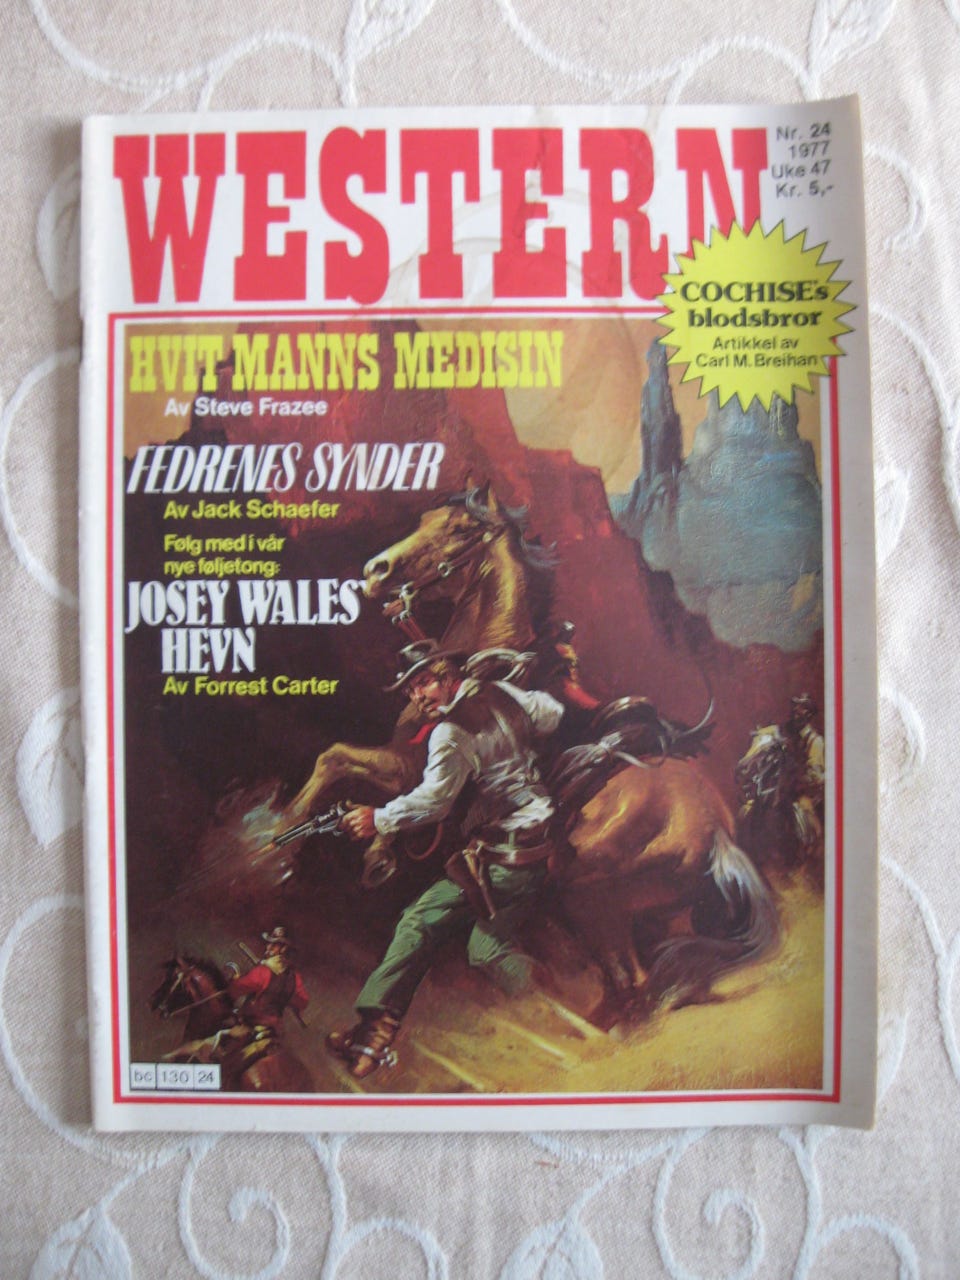 WESTERN
Nr. 24
1977
Uke 47
Kr. 5,-
COCHISE's
blodsbror
Artikkel av
Carl M. Breihan
HVIT MANNS MEDISIN
Av Steve Frazee
FEDRENES SYNDER
Av Jack Schaefer
Følg med i vår
nye føljetong:
JOSEY WALES'
HEVN
Av Forrest Carter
bc 130 24